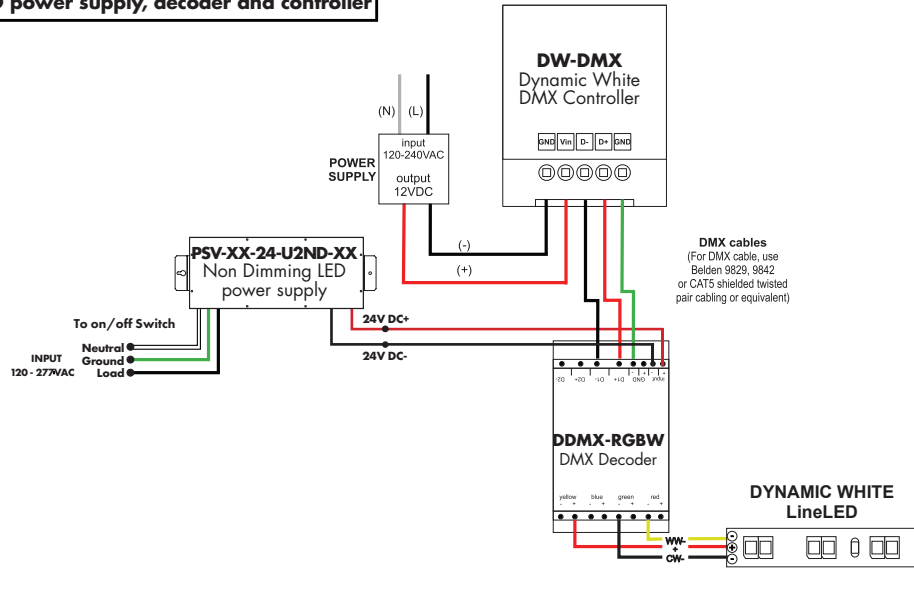 power supply, decoder and controller
DW-DMX
Dynamic White
DMX Controller
GND Vin D- D+ GND
(N) (L)
input
120-240VAC
output
12VDC
POWER
SUPPLY
(-)
(+)
DMX cables
(For DMX cable, use
Belden 9829, 9842
or CAT5 shielded twisted
pair cabling or equivalent)
PSV-XX-24-U2ND-XX
Non Dimming LED
power supply
To on/off Switch
Neutral
Ground
Load
INPUT
120 - 277VAC
24V DC+
24V DC-
D2- D2+ D1- D1+ GND - + input - +
DDMX-RGBW
DMX Decoder
yellow blue green red
- + - + - + - +
WW-
+
CW-
DYNAMIC WHITE
LineLED
- + -